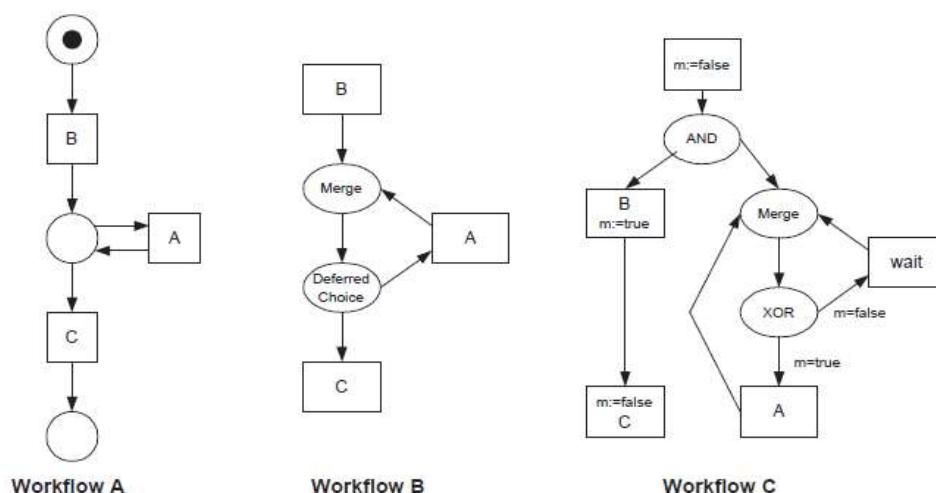 B
A
C
Workflow A
B
Merge
A
Deferred
Choice
C
Workflow B
m:=false
AND
B
m:=true
Merge
wait
XOR
m=false
m=true
m:=false
C
A
Workflow C